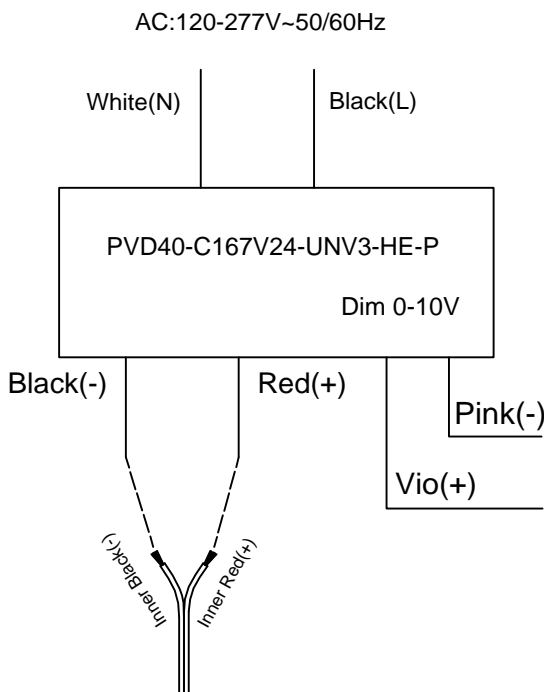 AC:120-277V~50/60Hz
White(N)
Black(L)
PVD40-C167V24-UNV3-HE-P
Dim 0-10V
Black(-)
Red(+)
Pink(-)
Vio(+)
Inner Black(-)
Inner Red(+)